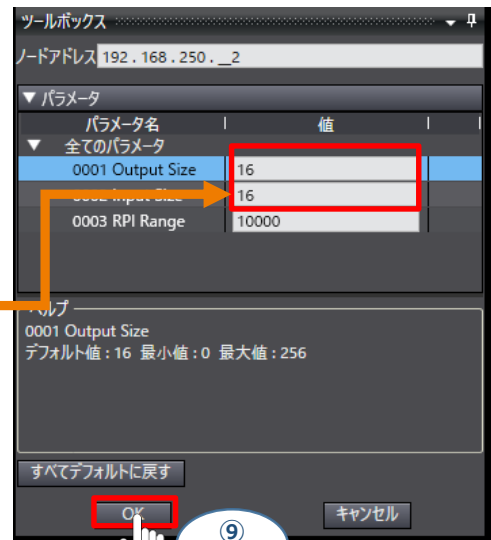 ツールボックス
ノードアドレス 192 . 168 . 250 . __2
▼ パラメータ
パラメータ名 値
▼ 全てのパラメータ
0001 Output Size 16
0002 Input Size 16
0003 RPI Range 10000
ヘルプ
0001 Output Size
デフォルト値 : 16 最小値 : 0 最大値 : 256
すべてデフォルトに戻す
OK キャンセル
⑨